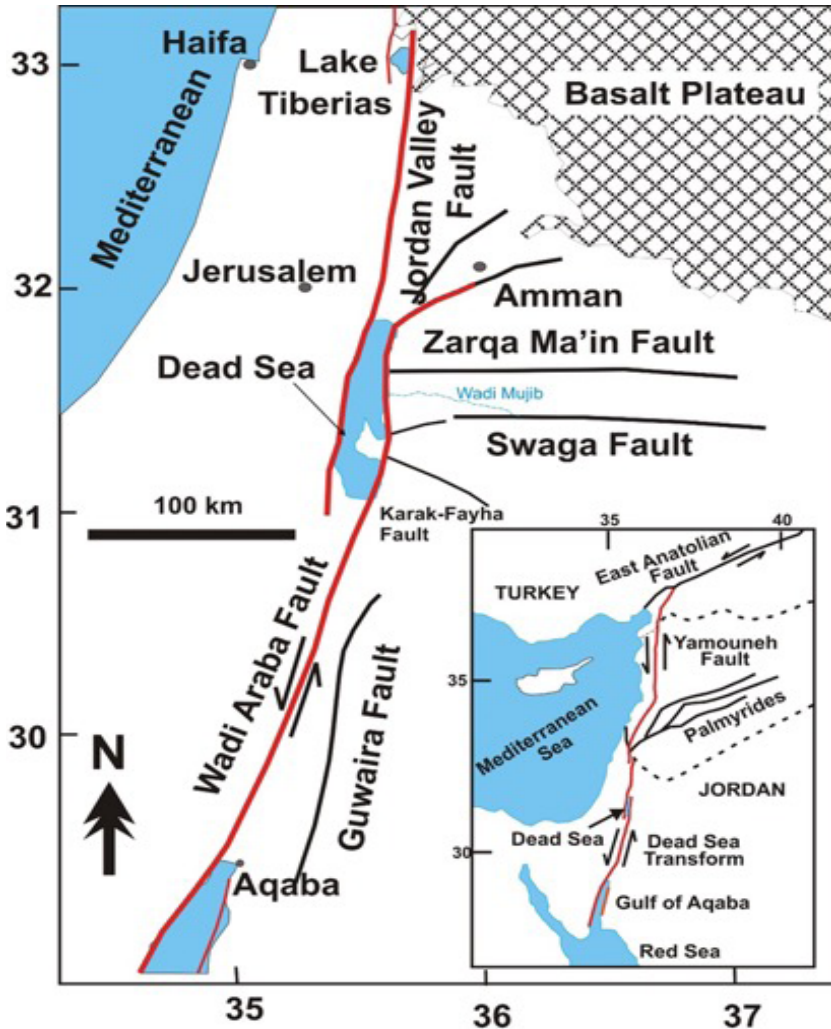 Haifa
33
Lake
Tiberias
Basalt Plateau
Mediterranean
Jordan Valley
Fault
Jerusalem
32
Amman
Zarqa Ma'in Fault
Dead Sea
Wadi Mujib
Swaga Fault
31
100 km
Karak-Fayha
Fault
Wadi Araba Fault
Guwaira Fault
30
N
Aqaba
35
36
37
35
40
East Anatolian
Fault
TURKEY
Yamouneh
Fault
35
Palmyrides
Mediterranean
Sea
JORDAN
Dead Sea
Dead Sea
Transform
30
Gulf of Aqaba
Red Sea